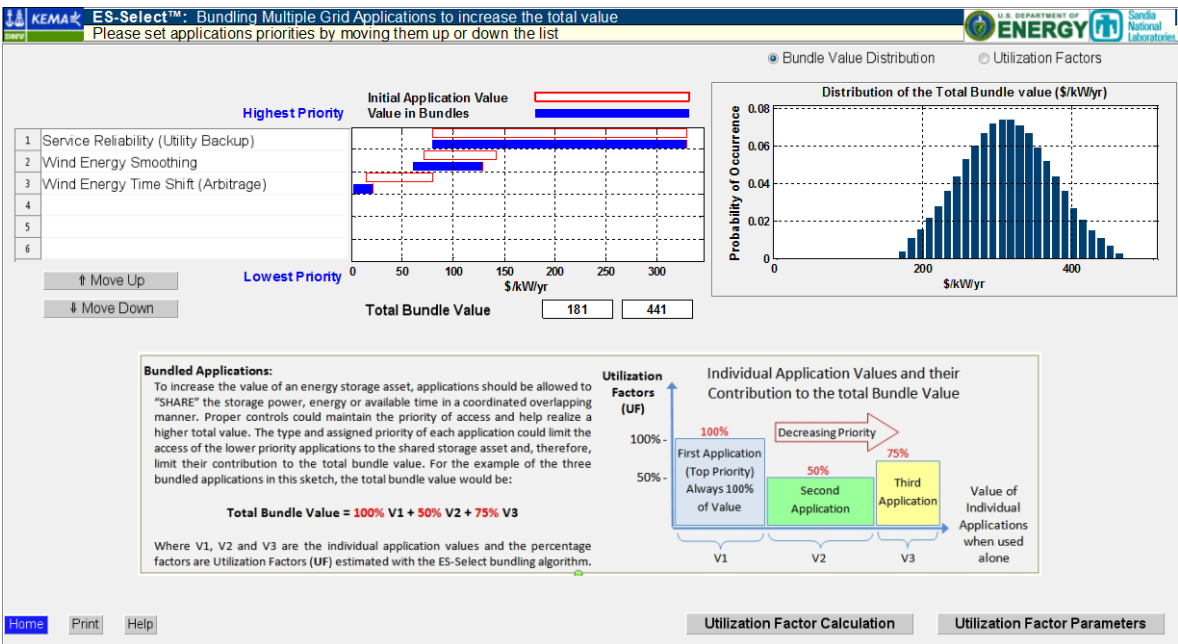 KEMA
DNV
ES-Select™: Bundling Multiple Grid Applications to increase the total value
Please set applications priorities by moving them up or down the list
U.S. DEPARTMENT OF
ENERGY
Sandia
National
Laboratories
Bundle Value Distribution
Utilization Factors
Highest Priority
Initial Application Value
Value in Bundles
1 Service Reliability (Utility Backup)
2 Wind Energy Smoothing
3 Wind Energy Time Shift (Arbitrage)
4
5
6
⇑ Move Up
⇓ Move Down
Lowest Priority
0 50 100 150 200 250 300
$/kW/yr
Total Bundle Value 181 441
Distribution of the Total Bundle value ($/kW/yr)
Probability of Occurrence
0.08
0.06
0.04
0.02
0
0 200 400
$/kW/yr
Bundled Applications:
To increase the value of an energy storage asset, applications should be allowed to
“SHARE” the storage power, energy or available time in a coordinated overlapping
manner. Proper controls could maintain the priority of access and help realize a
higher total value. The type and assigned priority of each application could limit the
access of the lower priority applications to the shared storage asset and, therefore,
limit their contribution to the total bundle value. For the example of the three
bundled applications in this sketch, the total bundle value would be:
Total Bundle Value = 100% V1 + 50% V2 + 75% V3
Where V1, V2 and V3 are the individual application values and the percentage
factors are Utilization Factors (UF) estimated with the ES-Select bundling algorithm.
Utilization
Factors
(UF)
Individual Application Values and their
Contribution to the total Bundle Value
100% -
50% -
100%
First Application
(Top Priority)
Always 100%
of Value
Decreasing Priority
50%
Second
Application
75%
Third
Application
Value of
Individual
Applications
when used
alone
V1
V2
V3
Home
Print
Help
Utilization Factor Calculation
Utilization Factor Parameters